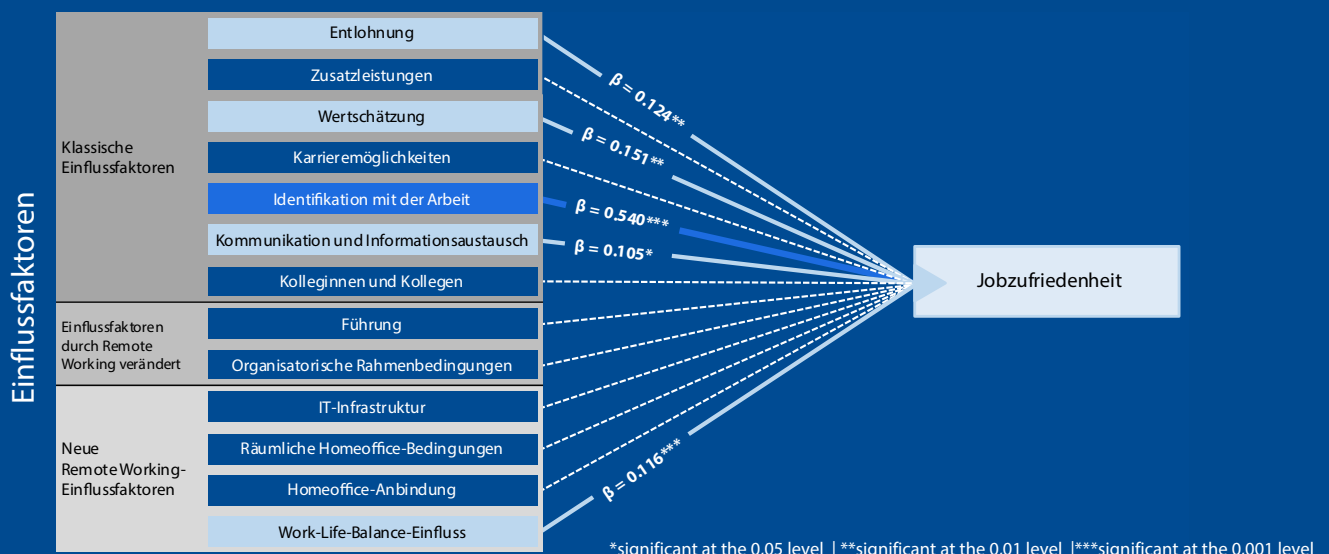 Einflussfaktoren
Klassische
Einflussfaktoren
Entlohnung
Zusatzleistungen
Wertschätzung
Karrieremöglichkeiten
Identifikation mit der Arbeit
Kommunikation und Informationsaustausch
Kolleginnen und Kollegen
Einflussfaktoren
durch Remote
Working verändert
Führung
Organisatorische Rahmenbedingungen
Neue
Remote Working-
Einflussfaktoren
IT-Infrastruktur
Räumliche Homeoffice-Bedingungen
Homeoffice-Anbindung
Work-Life-Balance-Einfluss
β = 0.124**
β = 0.151**
β = 0.540***
β = 0.105*
β = 0.116***
Jobzufriedenheit
*significant at the 0.05 level | **significant at the 0.01 level |***significant at the 0.001 level